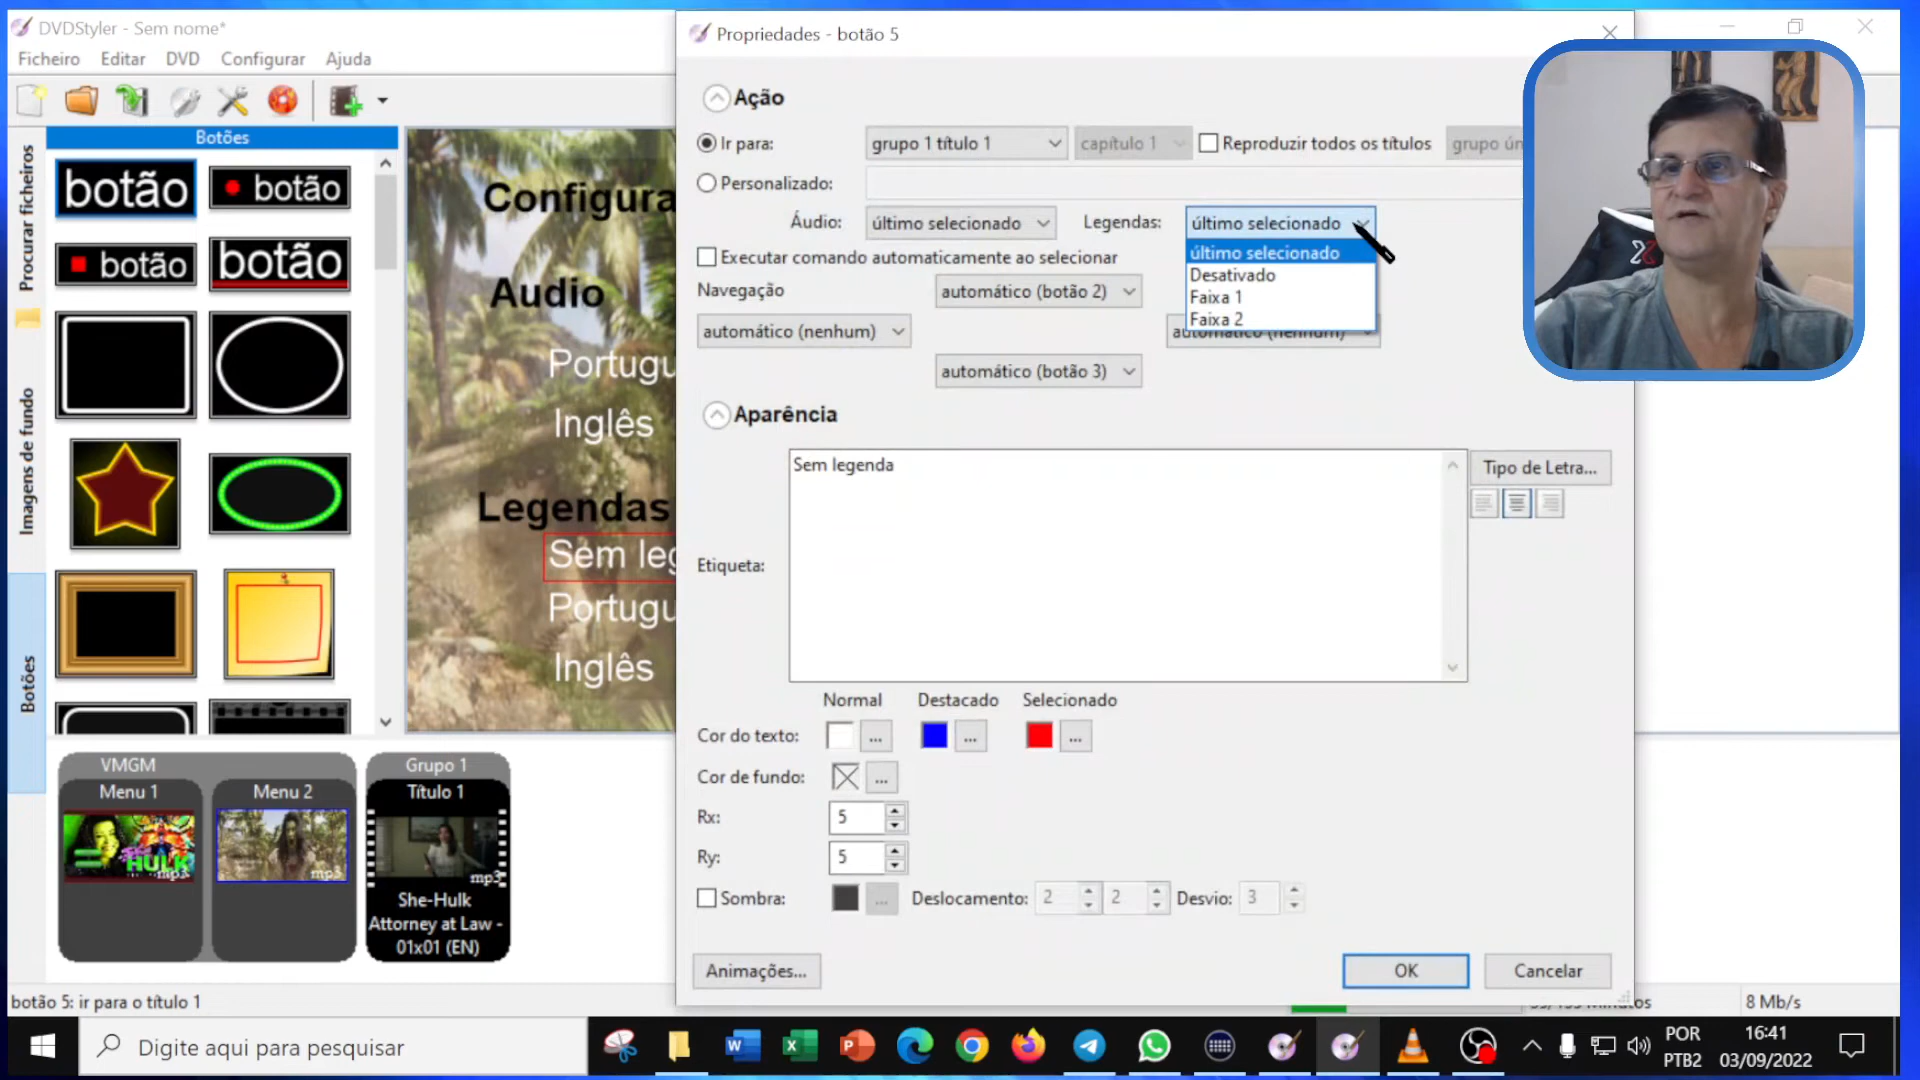 DVDStyler - Sem nome*
Ficheiro Editar DVD Configurar Ajuda
Procurar ficheiros
Imagens de fundo
Botões
Botões
botão
botão
botão
botão
Configura
Audio
Portugu
Inglês
Legendas
Sem leg
Portugu
Inglês
VMGM
Menu 1
mp3
Menu 2
mp3
Grupo 1
Título 1
mp3
She-Hulk
Attorney at Law -
01x01 (EN)
botão 5: ir para o título 1
8 Mb/s
Propriedades - botão 5
Ação
Ir para: grupo 1 título 1 capítulo 1 Reproduzir todos os títulos grupo ún
Personalizado:
Áudio: último selecionado Legendas: último selecionado
último selecionado
Desativado
Faixa 1
Faixa 2
Executar comando automaticamente ao selecionar
Navegação automático (botão 2)
automático (nenhum) automático (nenhum)
automático (botão 3)
Aparência
Etiqueta: Sem legenda
Tipo de Letra...
Normal Destacado Selecionado
Cor do texto: ... ... ...
Cor de fundo: ...
Rx: 5
Ry: 5
Sombra: ... Deslocamento: 2 2 Desvio: 3
Animações... OK Cancelar
Digite aqui para pesquisar
POR
PTB2
16:41
03/09/2022